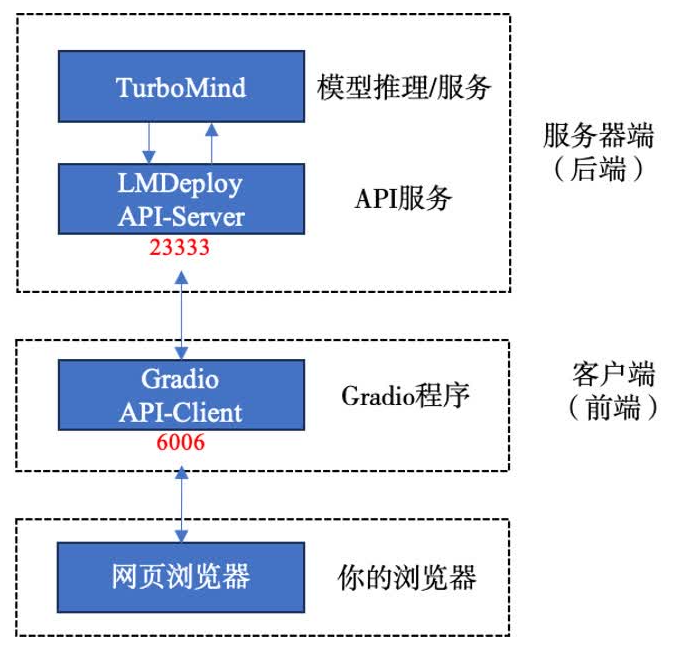 TurboMind
模型推理/服务
服务器端
（后端）
LMDeploy
API-Server
API服务
23333
Gradio
API-Client
Gradio程序
客户端
（前端）
6006
网页浏览器
你的浏览器